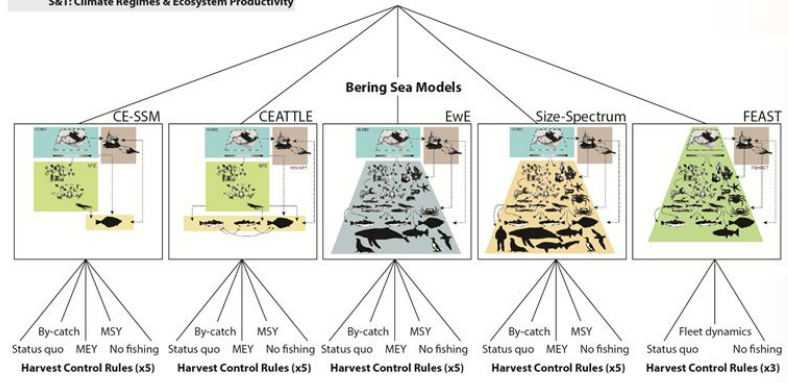 S&T: Climate Regimes & Ecosystem Productivity
Bering Sea Models
CE-SSM
CEATTLE
EwE
Size-Spectrum
FEAST
By-catch MSY
Status quo MEY No fishing
Harvest Control Rules (x5)
By-catch MSY
Status quo MEY No fishing
Harvest Control Rules (x5)
By-catch MSY
Status quo MEY No fishing
Harvest Control Rules (x5)
By-catch MSY
Status quo MEY No fishing
Harvest Control Rules (x5)
Fleet dynamics
Status quo No fishing
Harvest Control Rules (x3)